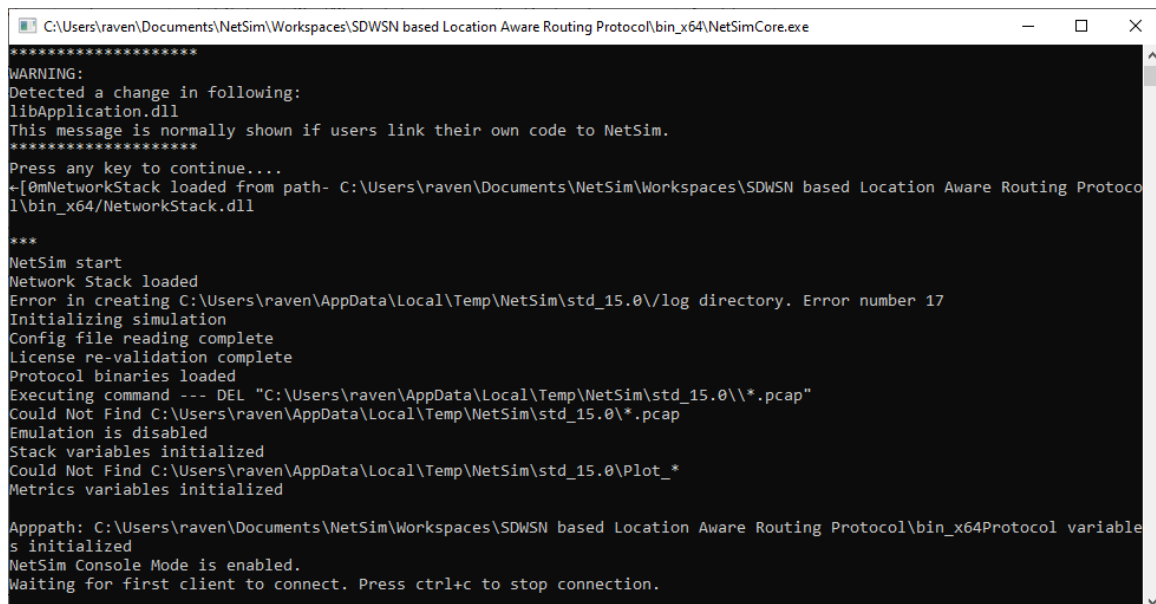 C:\Users\raven\Documents\NetSim\Workspaces\SDWSN based Location Aware Routing Protocol\bin_x64\NetSimCore.exe
********************
WARNING:
Detected a change in following:
libApplication.dll
This message is normally shown if users link their own code to NetSim.
********************
Press any key to continue....
←[0mNetworkStack loaded from path- C:\Users\raven\Documents\NetSim\Workspaces\SDWSN based Location Aware Routing Protoco
l\bin_x64/NetworkStack.dll
***
NetSim start
Network Stack loaded
Error in creating C:\Users\raven\AppData\Local\Temp\NetSim\std_15.0\/log directory. Error number 17
Initializing simulation
Config file reading complete
License re-validation complete
Protocol binaries loaded
Executing command --- DEL "C:\Users\raven\AppData\Local\Temp\NetSim\std_15.0\\*.pcap"
Could Not Find C:\Users\raven\AppData\Local\Temp\NetSim\std_15.0\*.pcap
Emulation is disabled
Stack variables initialized
Could Not Find C:\Users\raven\AppData\Local\Temp\NetSim\std_15.0\Plot_*
Metrics variables initialized
Apppath: C:\Users\raven\Documents\NetSim\Workspaces\SDWSN based Location Aware Routing Protocol\bin_x64Protocol variable
s initialized
NetSim Console Mode is enabled.
Waiting for first client to connect. Press ctrl+c to stop connection.